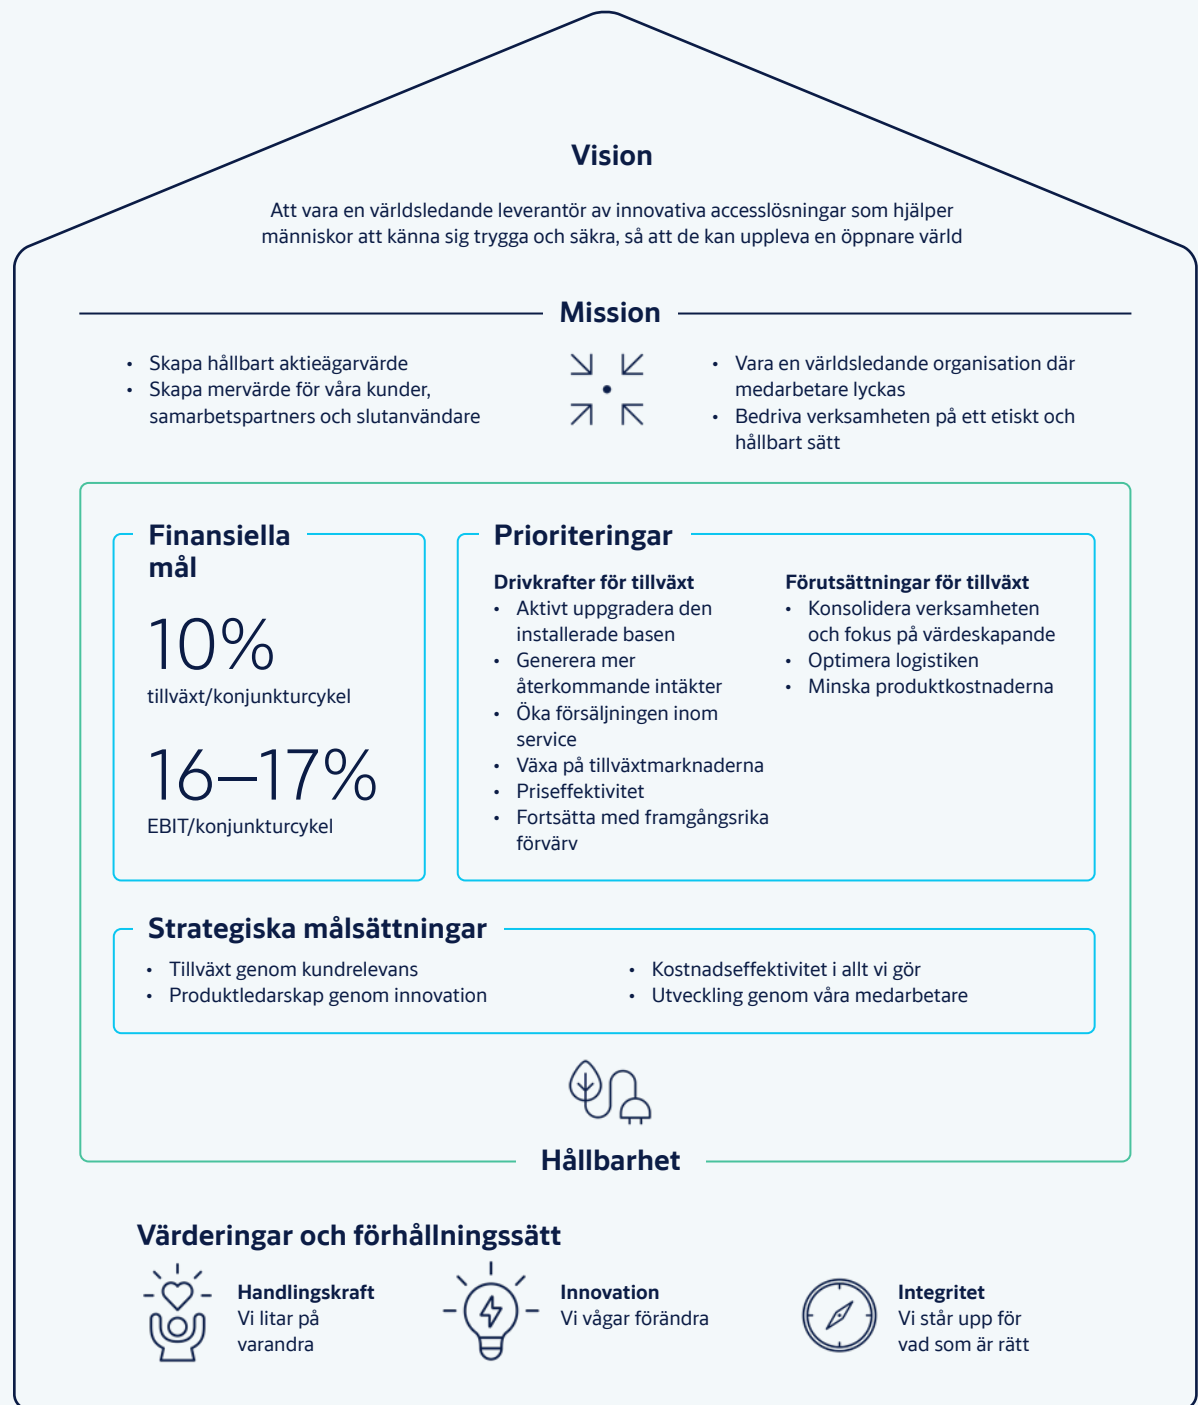 Vision
Att vara en världsledande leverantör av innovativa accesslösningar som hjälper
människor att känna sig trygga och säkra, så att de kan uppleva en öppnare värld
Mission
• Skapa hållbart aktieägarvärde
• Skapa mervärde för våra kunder,
samarbetspartners och slutanvändare
• Vara en världsledande organisation där
medarbetare lyckas
• Bedriva verksamheten på ett etiskt och
hållbart sätt
Finansiella
mål
10%
tillväxt/konjunkturcykel
16–17%
EBIT/konjunkturcykel
Prioriteringar
Drivkrafter för tillväxt
• Aktivt uppgradera den
installerade basen
• Generera mer
återkommande intäkter
• Öka försäljningen inom
service
• Växa på tillväxtmarknaderna
• Priseffektivitet
• Fortsätta med framgångsrika
förvärv
Förutsättningar för tillväxt
• Konsolidera verksamheten
och fokus på värdeskapande
• Optimera logistiken
• Minska produktkostnaderna
Strategiska målsättningar
• Tillväxt genom kundrelevans
• Produktledarskap genom innovation
• Kostnadseffektivitet i allt vi gör
• Utveckling genom våra medarbetare
Hållbarhet
Värderingar och förhållningssätt
Handlingskraft
Vi litar på
varandra
Innovation
Vi vågar förändra
Integritet
Vi står upp för
vad som är rätt